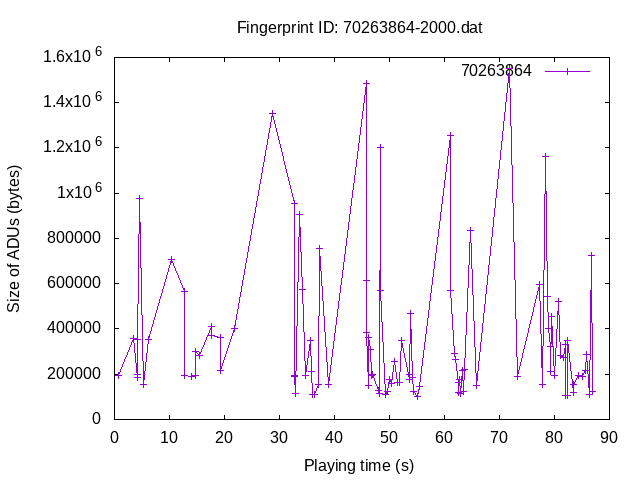 Fingerprint ID: 70263864-2000.dat
70263864
1.6x10^6
1.4x10^6
1.2x10^6
1x10^6
800000
600000
400000
200000
0
Size of ADUs (bytes)
0 10 20 30 40 50 60 70 80 90
Playing time (s)